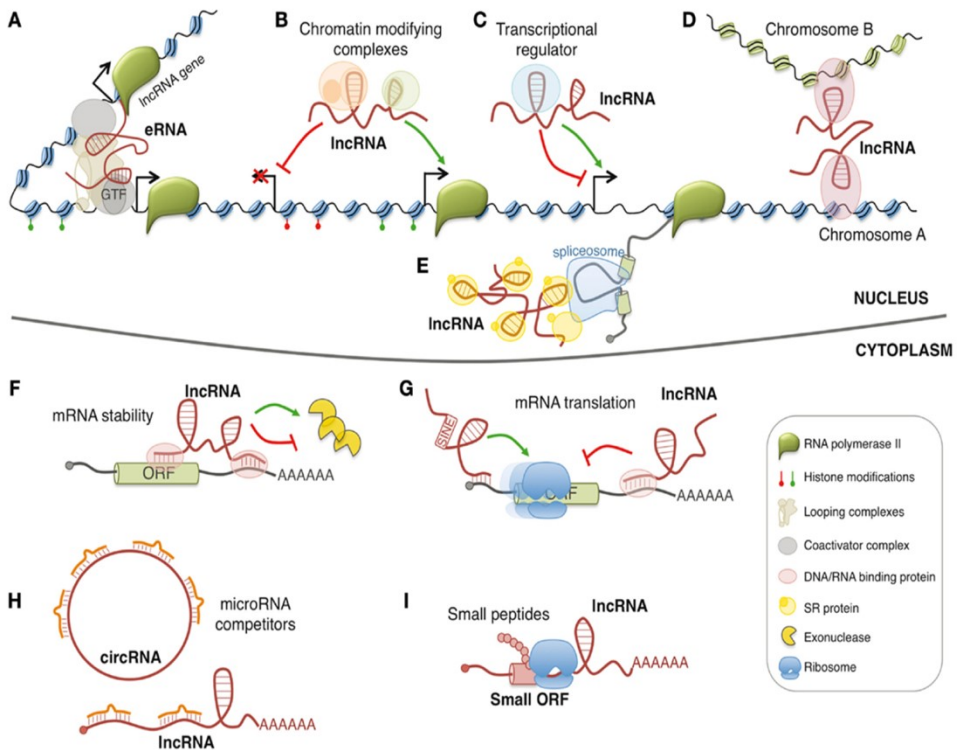 A
lncRNA gene
eRNA
GTF
B
Chromatin modifying
complexes
lncRNA
C
Transcriptional
regulator
lncRNA
D
Chromosome B
lncRNA
Chromosome A
E
spliceosome
lncRNA
NUCLEUS
CYTOPLASM
F
lncRNA
mRNA stability
ORF
AAAAAA
G
lncRNA
mRNA translation
SINE
ORF
AAAAAA
H
microRNA
competitors
circRNA
AAAAAA
lncRNA
I
lncRNA
Small peptides
AAAAAA
Small ORF
RNA polymerase II
Histone modifications
Looping complexes
Coactivator complex
DNA/RNA binding protein
SR protein
Exonuclease
Ribosome